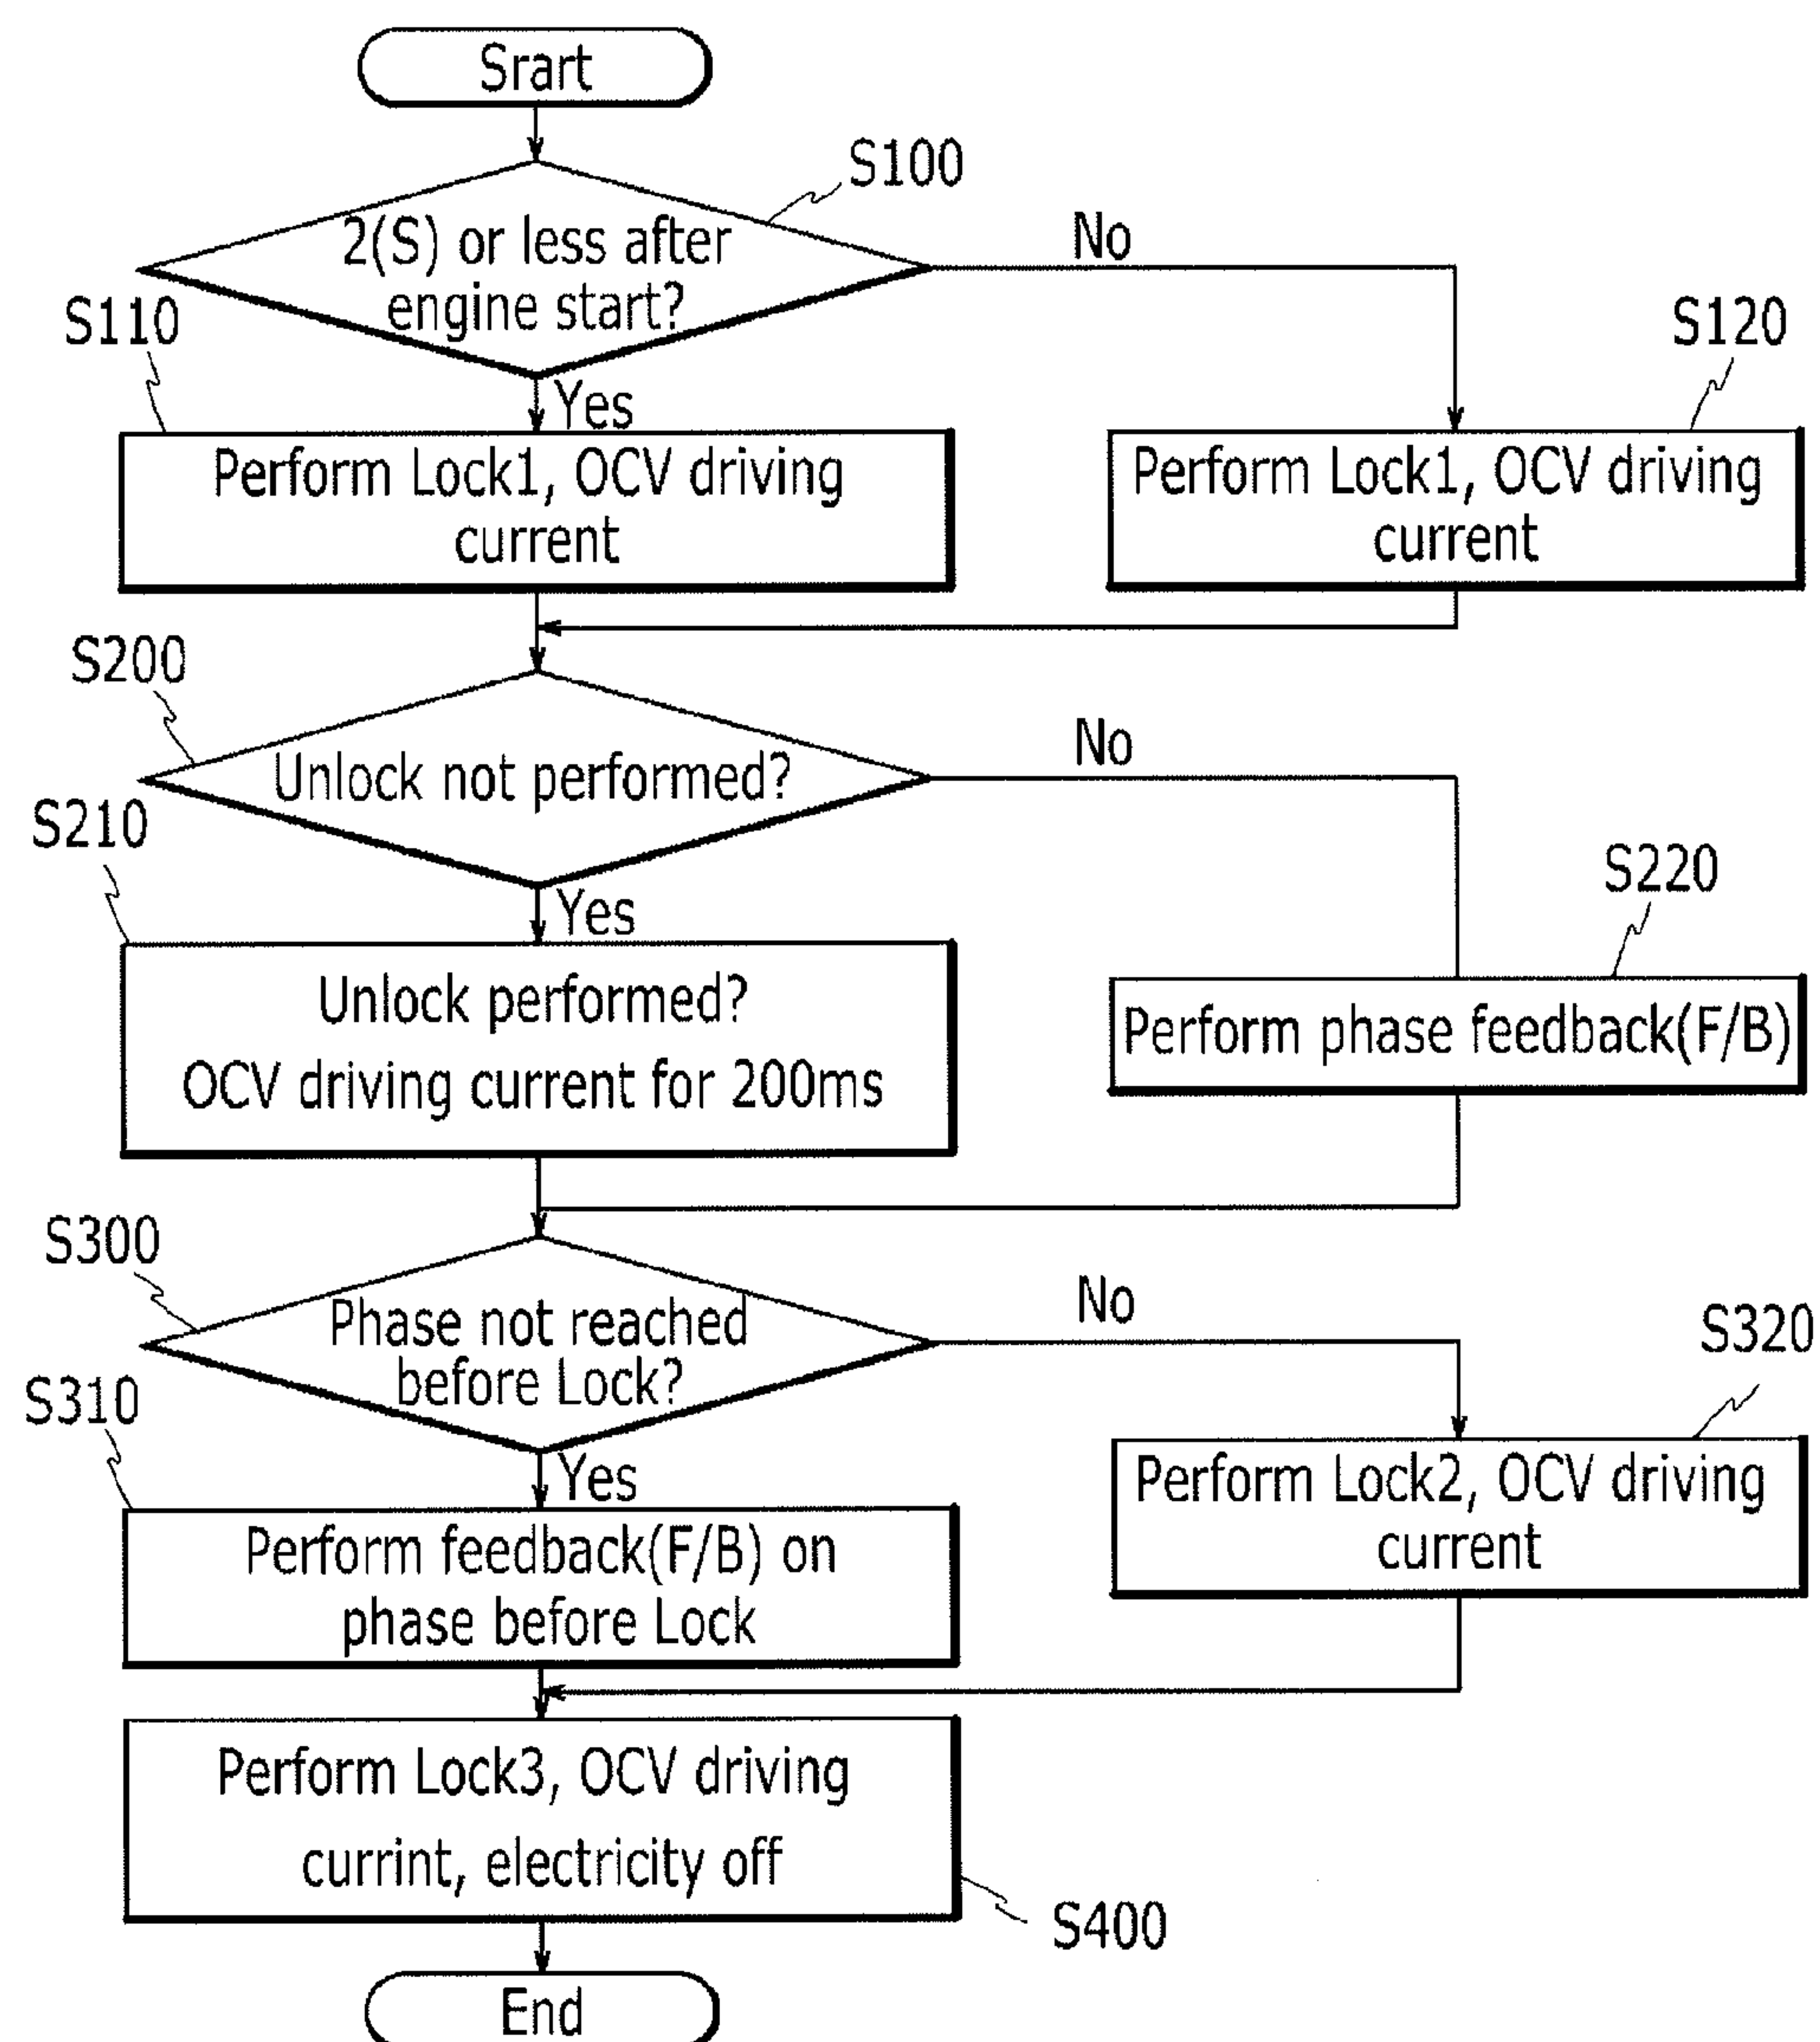 Srart
S100
2(S) or less after
engine start?
No
S110
S120
Yes
Perform Lock1, OCV driving
current
Perform Lock1, OCV driving
current
S200
Unlock not performed?
No
S210
S220
Yes
Unlock performed?
OCV driving current for 200ms
Perform phase feedback(F/B)
S300
Phase not reached
before Lock?
No
S310
S320
Yes
Perform feedback(F/B) on
phase before Lock
Perform Lock2, OCV driving
current
Perform Lock3, OCV driving
currint, electricity off
S400
End